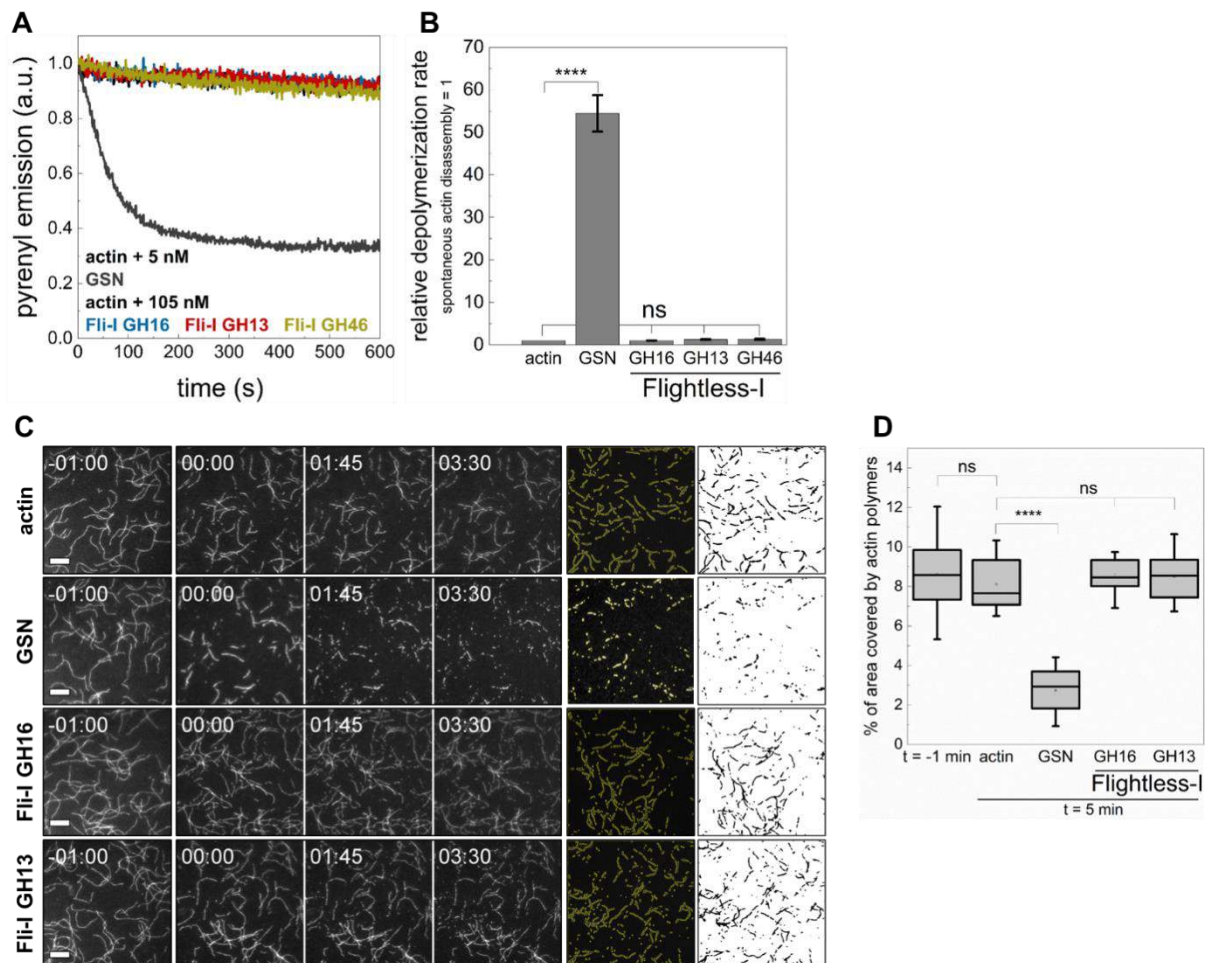 A
pyrenyl emission (a.u.)
1.0
0.8
0.6
0.4
0.2
0.0
actin + 5 nM
GSN
actin + 105 nM
Fli-I GH16 Fli-I GH13 Fli-I GH46
0 100 200 300 400 500 600
time (s)
B
relative depolymerization rate
spontaneous actin disassembly = 1
70
60
50
40
30
20
10
0
****
ns
actin GSN GH16 GH13 GH46
Flightless-I
C
actin
-01:00 00:00 01:45 03:30
GSN
-01:00 00:00 01:45 03:30
Fli-I GH16
-01:00 00:00 01:45 03:30
Fli-I GH13
-01:00 00:00 01:45 03:30
D
% of area covered by actin polymers
14
12
10
8
6
4
2
0
ns
ns
****
t = -1 min actin GSN GH16 GH13
Flightless-I
t = 5 min